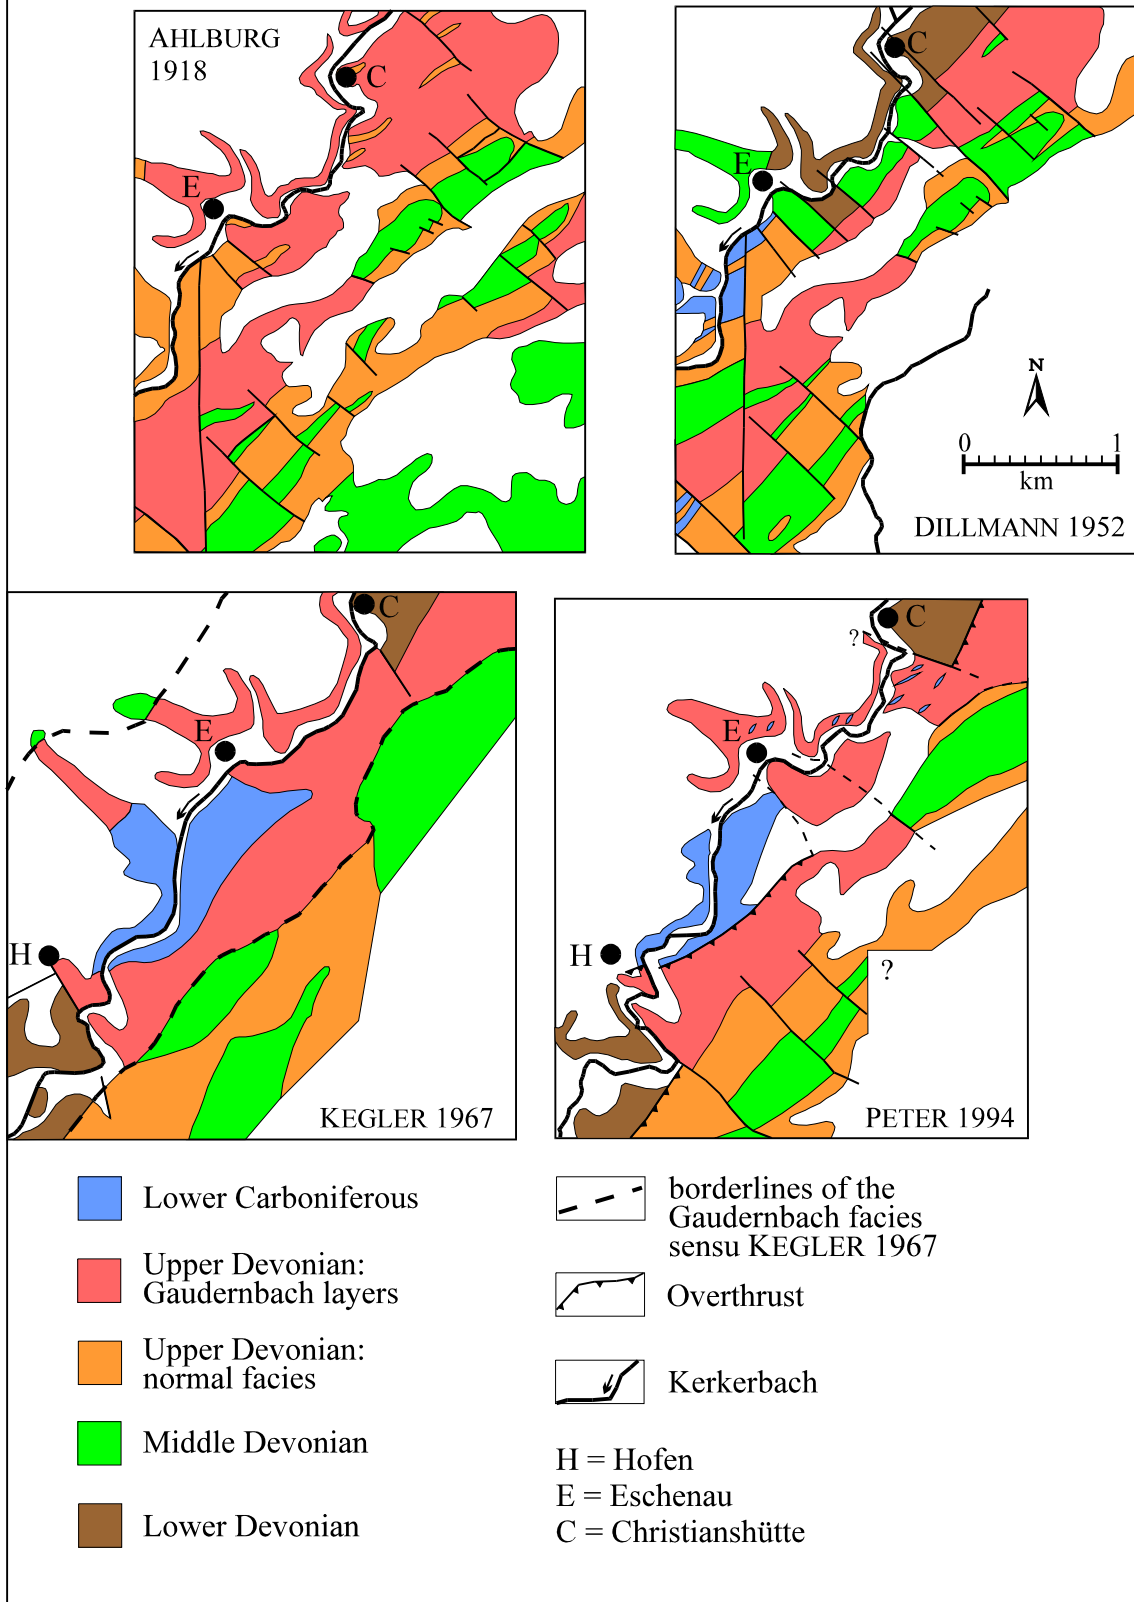 AHLBURG
1918
C
E
C
E
N
0 1
km
DILLMANN 1952
C
E
H
KEGLER 1967
?
C
E
H
?
PETER 1994
Lower Carboniferous
Upper Devonian:
Gaudernbach layers
Upper Devonian:
normal facies
Middle Devonian
Lower Devonian
borderlines of the
Gaudernbach facies
sensu KEGLER 1967
Overthrust
Kerkerbach
H = Hofen
E = Eschenau
C = Christianshütte